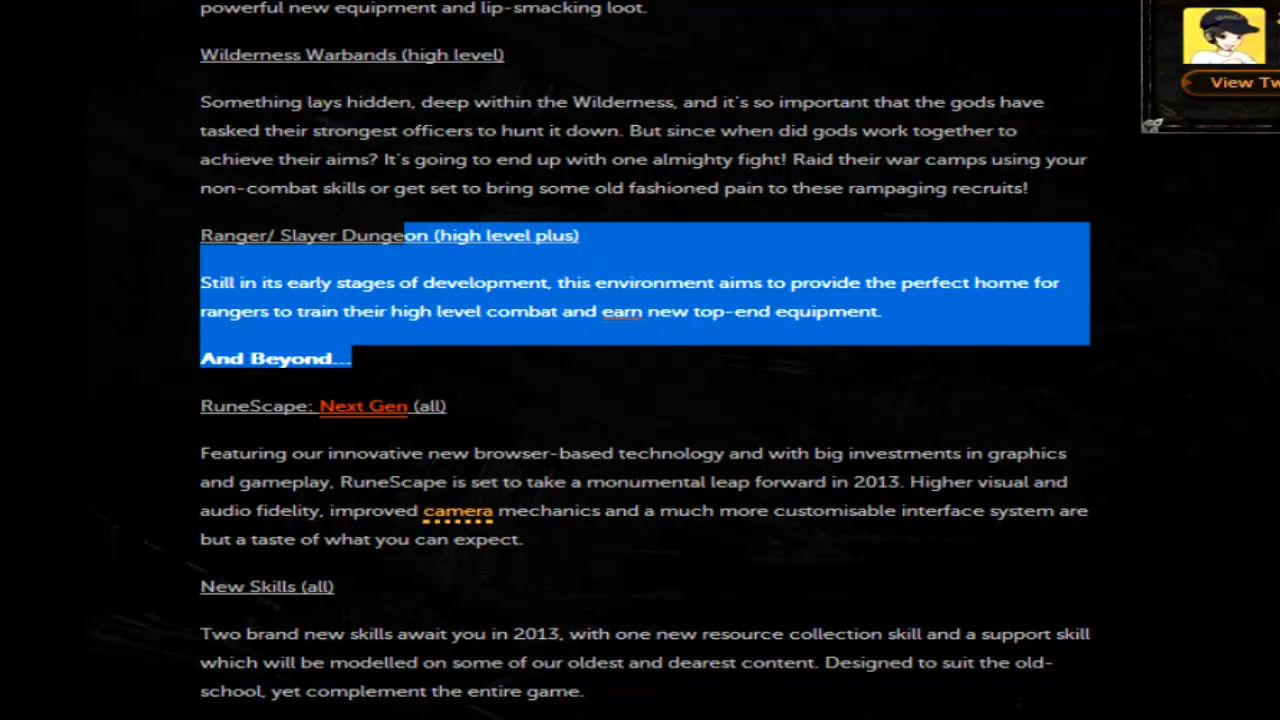 powerful new equipment and lip-smacking loot.
Wilderness Warbands (high level)
Something lays hidden, deep within the Wilderness, and it's so important that the gods have
tasked their strongest officers to hunt it down. But since when did gods work together to
achieve their aims? It's going to end up with one almighty fight! Raid their war camps using your
non-combat skills or get set to bring some old fashioned pain to these rampaging recruits!
Ranger/ Slayer Dungeon (high level plus)
Still in its early stages of development, this environment aims to provide the perfect home for
rangers to train their high level combat and earn new top-end equipment.
And Beyond...
RuneScape: Next Gen (all)
Featuring our innovative new browser-based technology and with big investments in graphics
and gameplay, RuneScape is set to take a monumental leap forward in 2013. Higher visual and
audio fidelity, improved camera mechanics and a much more customisable interface system are
but a taste of what you can expect.
New Skills (all)
Two brand new skills await you in 2013, with one new resource collection skill and a support skill
which will be modelled on some of our oldest and dearest content. Designed to suit the old-
school, yet complement the entire game.
View Tw